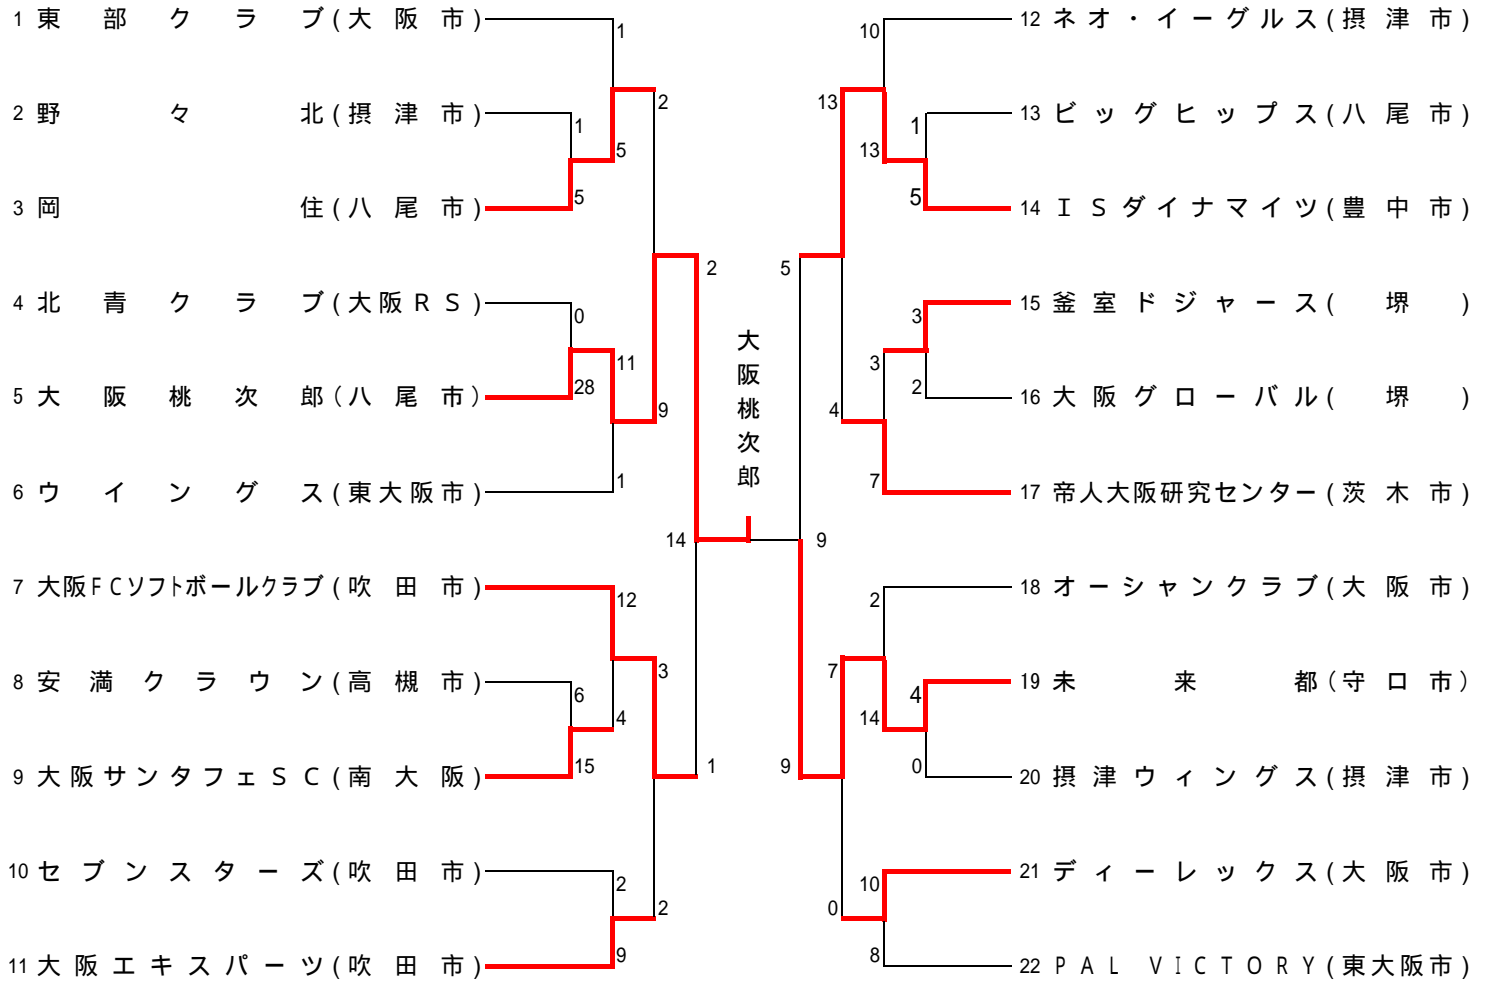 1 東部クラブ(大阪市)
1
2
2 野々北(摂津市)
1
5
3 岡住(八尾市)
5
2
4 北青クラブ(大阪RS)
0
11
5 大阪桃次郎(八尾市)
28
9
6 ウイングス(東大阪市)
1
14
7 大阪FCソフトボールクラブ(吹田市)
12
3
8 安満クラウン(高槻市)
6
4
9 大阪サンタフェSC(南大阪)
15
1
10 セブンスターズ(吹田市)
2
2
11 大阪エキスパーツ(吹田市)
9
大阪桃次郎
10
12 ネオ・イーグルス(摂津市)
13
1
13 ビッグヒップス(八尾市)
13
5
14 ISダイナマイツ(豊中市)
5
3
15 釜室ドジャース(堺)
3
2
16 大阪グローバル(堺)
4
7
17 帝人大阪研究センター(茨木市)
9
2
18 オーシャンクラブ(大阪市)
7
4
19 未来都(守口市)
14
0
20 摂津ウィングス(摂津市)
9
10
21 ディーレックス(大阪市)
0
8
22 PAL VICTORY(東大阪市)